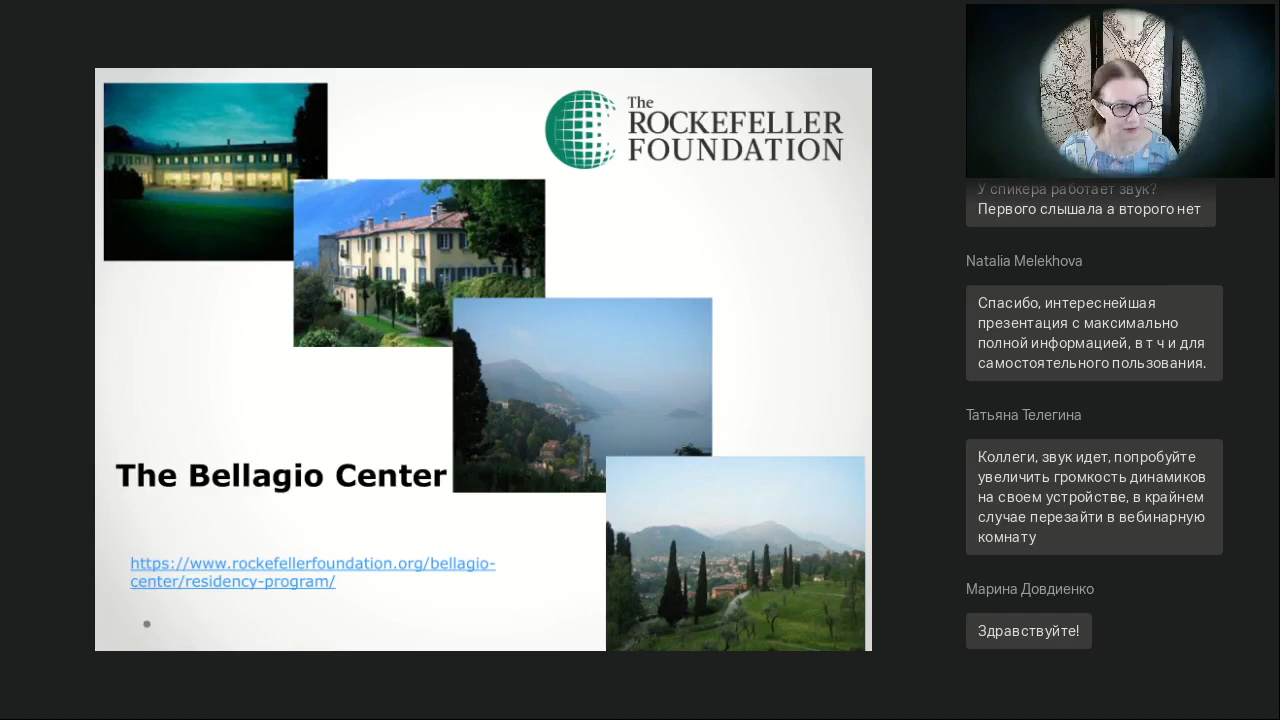 The
ROCKEFELLER
FOUNDATION
The Bellagio Center
https://www.rockefellerfoundation.org/bellagio-
center/residency-program/
У спикера работает звук?
Первого слышала а второго нет
Natalia Melekhova
Спасибо, интереснейшая
презентация с максимально
полной информацией, в т ч и для
самостоятельного пользования.
Татьяна Телегина
Коллеги, звук идет, попробуйте
увеличить громкость динамиков
на своем устройстве, в крайнем
случае перезайти в вебинарную
комнату
Марина Довдиенко
Здравствуйте!